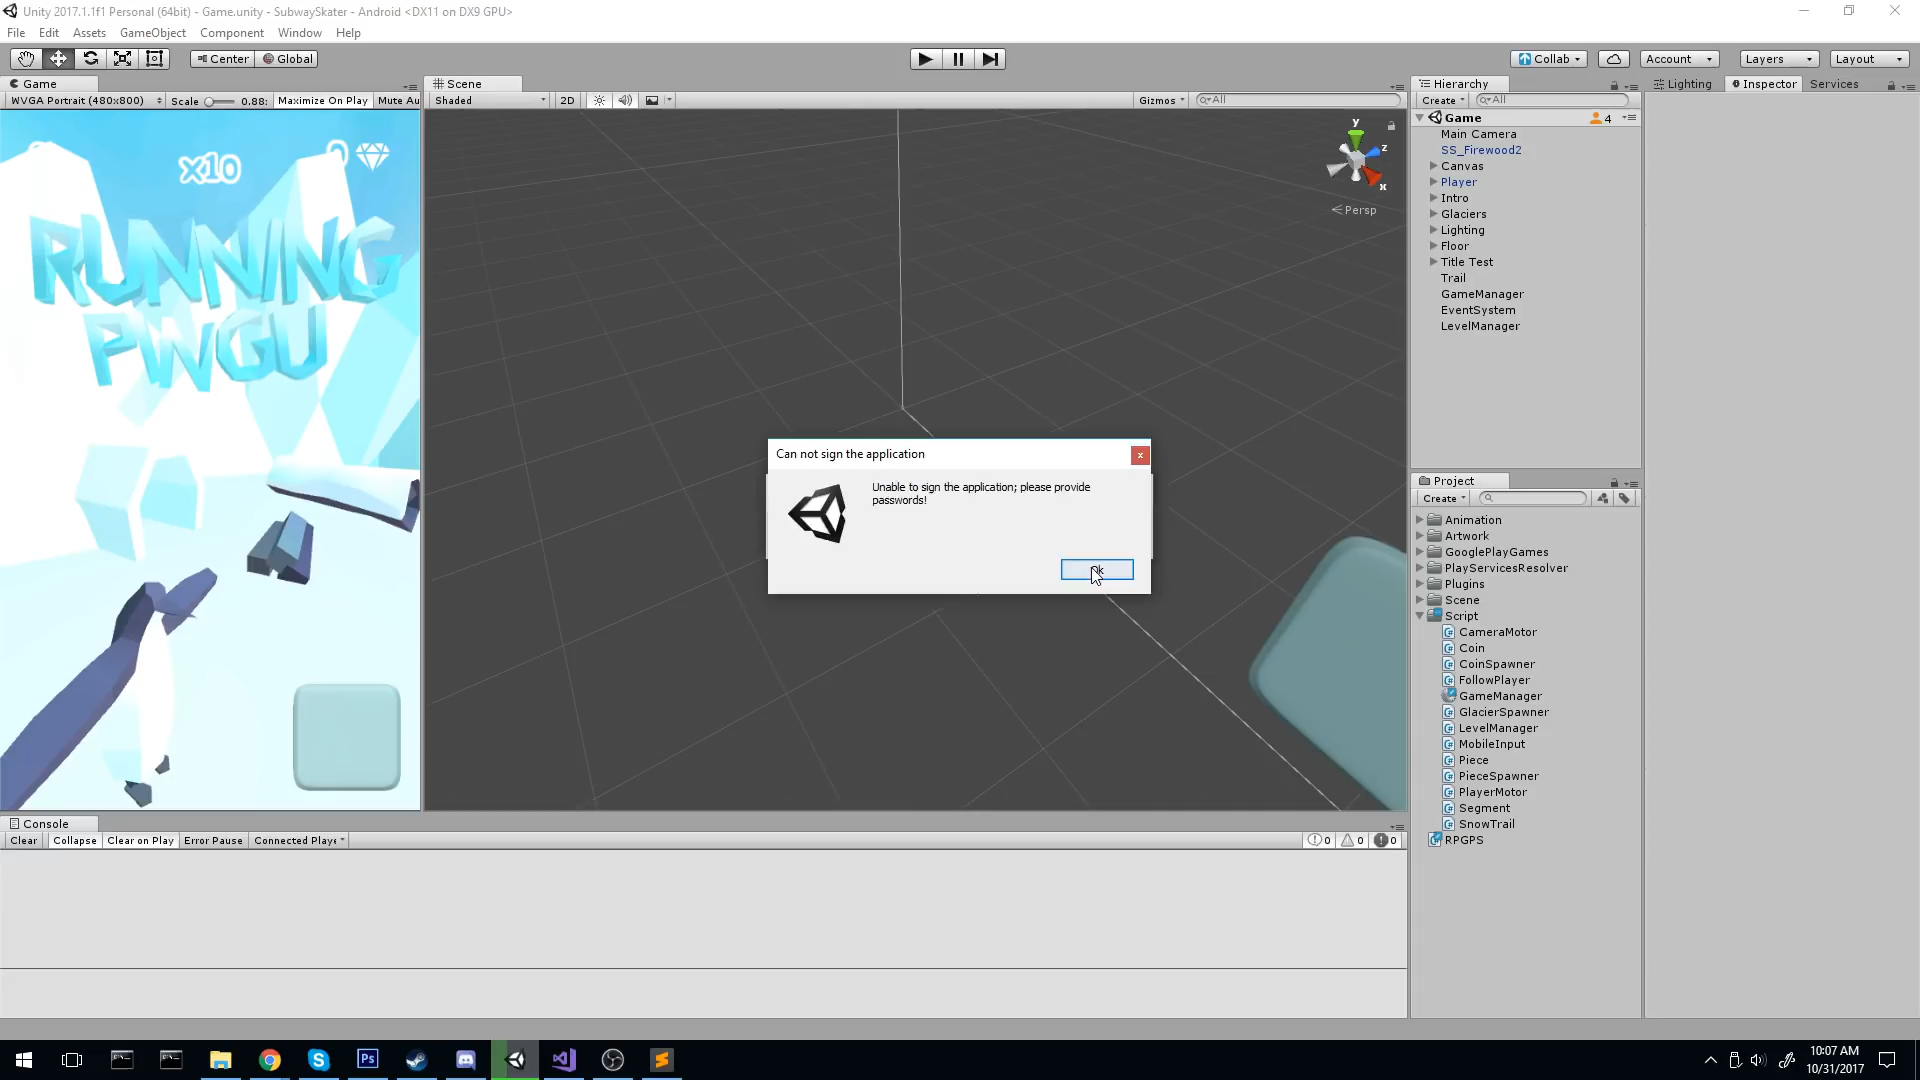 Unity 2017.1.1f1 Personal (64bit) - Game.unity - SubwaySkater - Android <DX11 on DX9 GPU>
File Edit Assets GameObject Component Window Help
Center Global Collab Account Layers Layout
Game Scene Hierarchy Lighting Inspector Services
WVGA Portrait (480x800) Scale 0.88: Maximize On Play Mute Au Shaded 2D Gizmos All Create All
Game 4
Main Camera
SS_Firewood2
Canvas
Player
Intro
Glaciers
Lighting
Floor
Title Test
Trail
GameManager
EventSystem
LevelManager
x10
RUNNING
PINGU
y
z
x
Persp
Can not sign the application
x
Unable to sign the application; please provide
passwords!
Project
Create
Animation
Artwork
GooglePlayGames
PlayServicesResolver
Plugins
Scene
Script
CameraMotor
Coin
CoinSpawner
FollowPlayer
GameManager
GlacierSpawner
LevelManager
MobileInput
Piece
PieceSpawner
PlayerMotor
Segment
SnowTrail
RPGPS
Console
Clear Collapse Clear on Play Error Pause Connected Playe 0 0 0
Ps
10:07 AM
10/31/2017